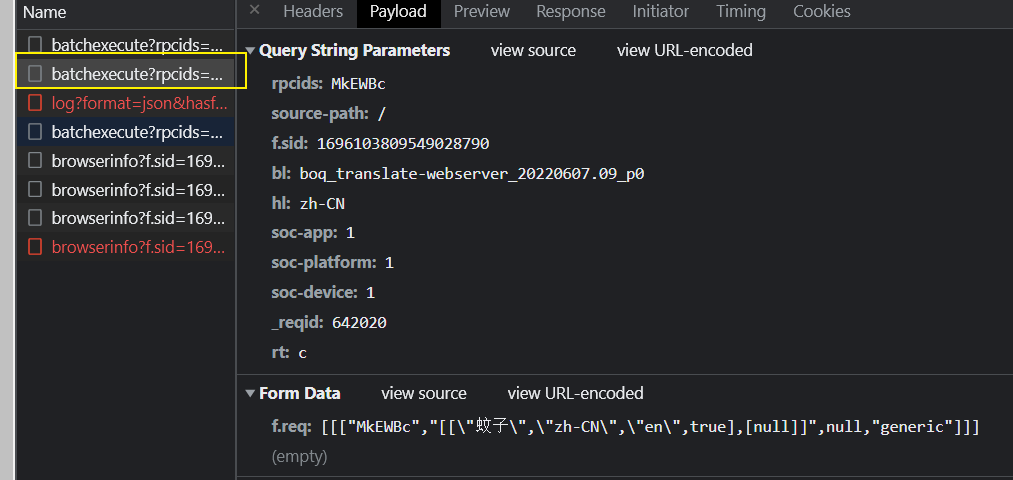 Name
batchexecute?rpcids=...
batchexecute?rpcids=...
log?format=json&hasf...
batchexecute?rpcids=...
browserinfo?f.sid=169...
browserinfo?f.sid=169...
browserinfo?f.sid=169...
browserinfo?f.sid=169...
× Headers Payload Preview Response Initiator Timing Cookies
▼ Query String Parameters view source view URL-encoded
rpcids: MkEWBc
source-path: /
f.sid: 1696103809549028790
bl: boq_translate-webserver_20220607.09_p0
hl: zh-CN
soc-app: 1
soc-platform: 1
soc-device: 1
_reqid: 642020
rt: c
▼ Form Data view source view URL-encoded
f.req: [[["MkEWBc","[[\"蚊子\",\"zh-CN\",\"en\",true],[null]]",null,"generic"]]]
(empty)